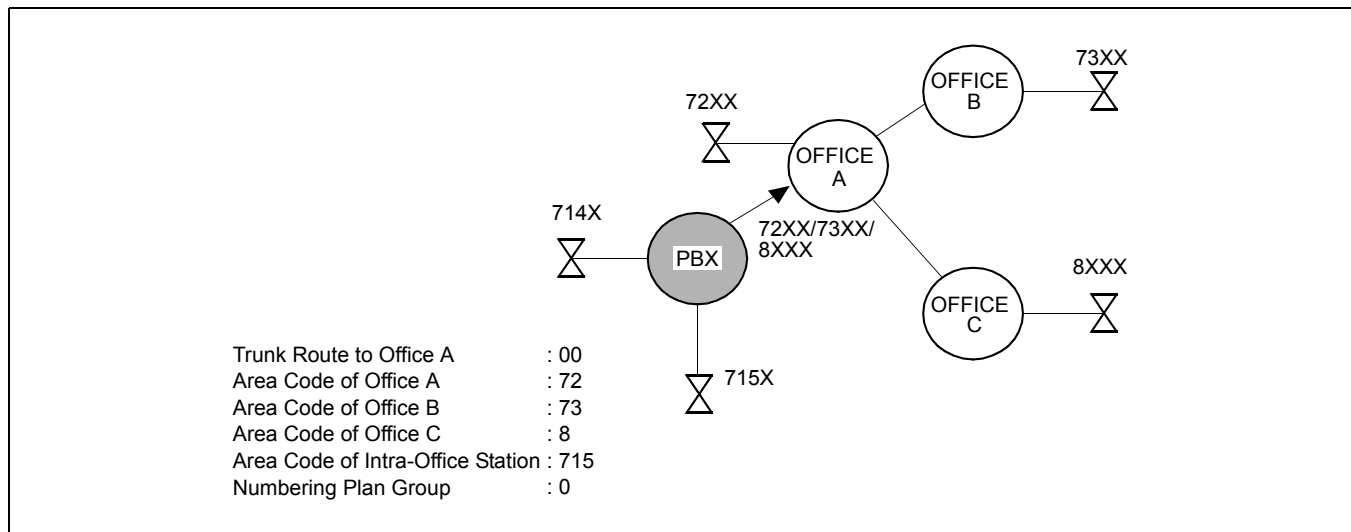 73XX
OFFICE
B
72XX
OFFICE
A
714X
72XX/73XX/
8XXX
PBX
8XXX
OFFICE
C
715X
Trunk Route to Office A : 00
Area Code of Office A : 72
Area Code of Office B : 73
Area Code of Office C : 8
Area Code of Intra-Office Station : 715
Numbering Plan Group : 0